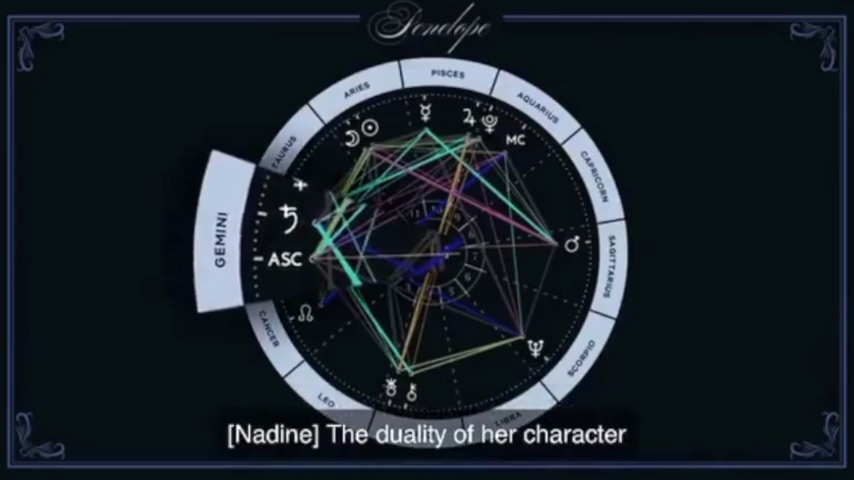 Penelope
PISCES
ARIES
AQUARIUS
MC
TAURUS
CAPRICORN
GEMINI
ASC
SAGITTARIUS
CANCER
SCORPIO
LEO
LIBRA
[Nadine] The duality of her character